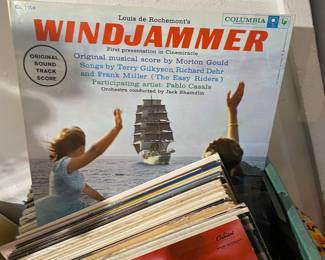 Louis de Rochemont's
COLUMBIA
WINDJAMMER
First presentation in Cinemiracle
Original musical score by Morton Gould
Songs by Terry Gilkyson, Richard Dehr
and Frank Miller (The Easy Riders)
Participating artist: Pablo Casals
Orchestra conducted by Jack Shaindlin
ORIGINAL
SOUND
TRACK
SCORE
Capitol